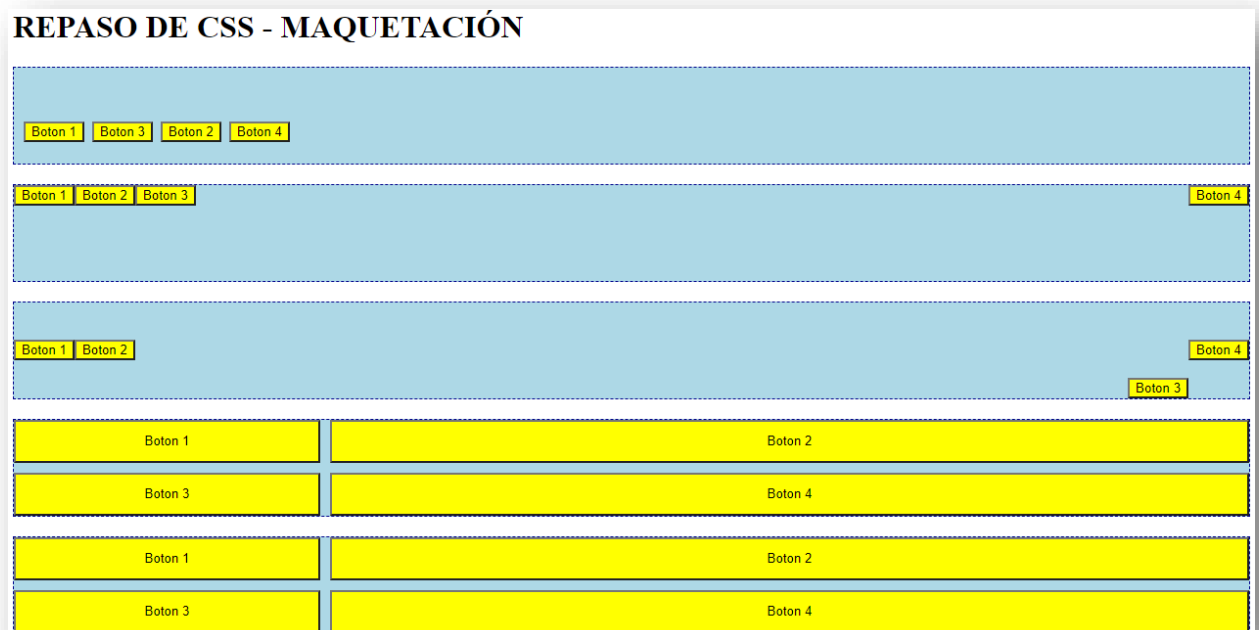 REPASO DE CSS - MAQUETACIÓN
Boton 1 Boton 3 Boton 2 Boton 4
Boton 1 Boton 2 Boton 3 Boton 4
Boton 1 Boton 2 Boton 4
Boton 3
Boton 1 Boton 2
Boton 3 Boton 4
Boton 1 Boton 2
Boton 3 Boton 4